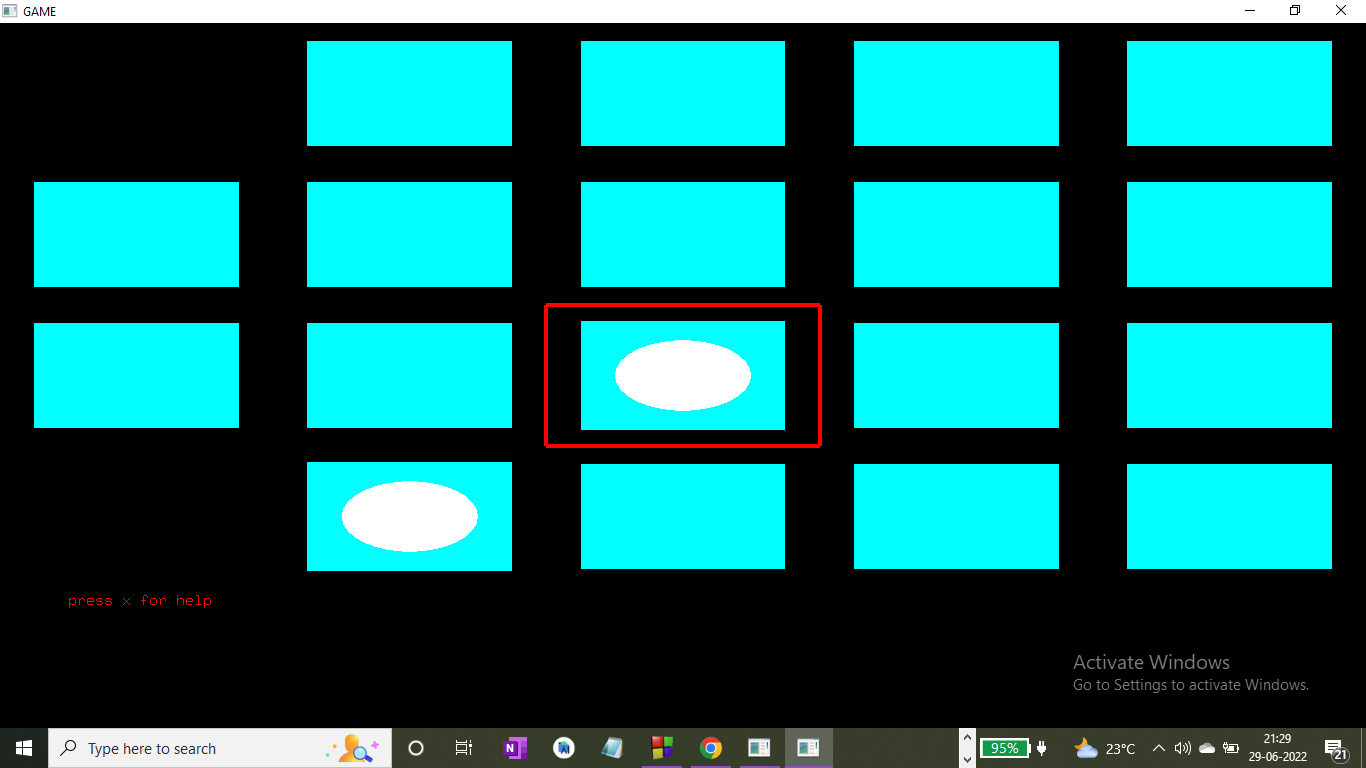 GAME
press x for help
Activate Windows
Go to Settings to activate Windows.
Type here to search
N
95%
23°C
21:29
29-06-2022
21